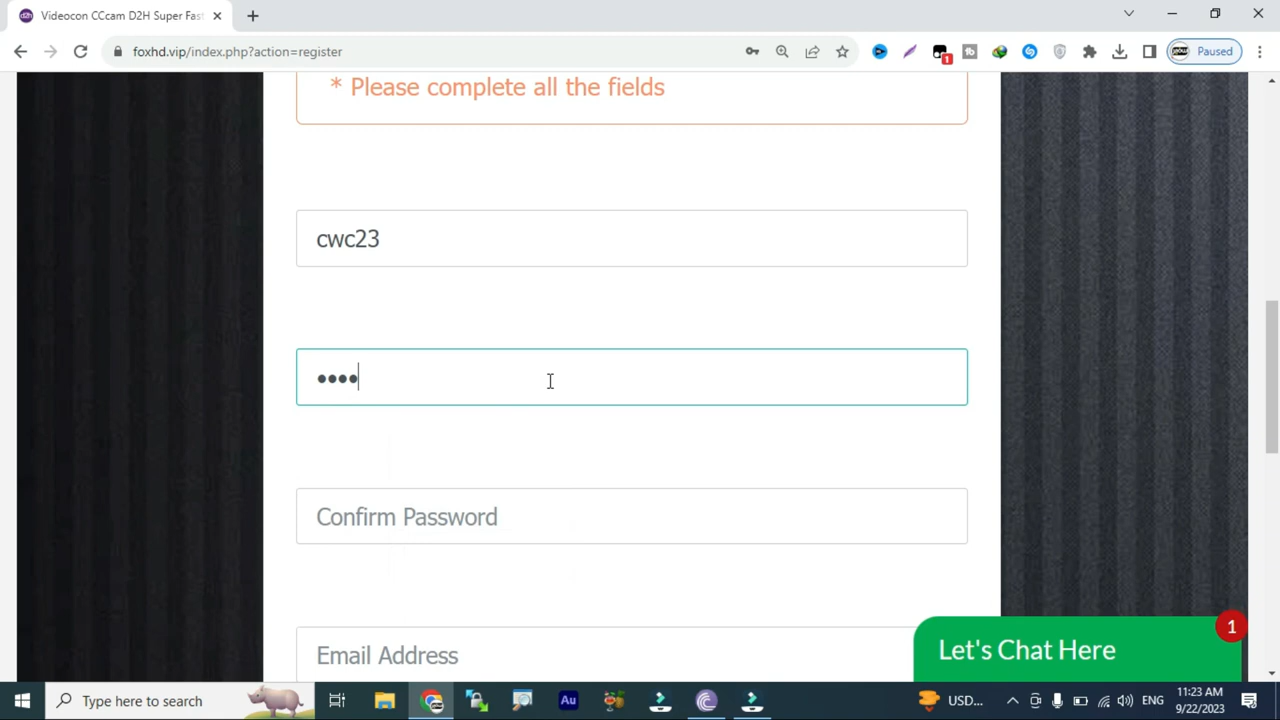 Videocon CCcam D2H Super Fast
foxhd.vip/index.php?action=register
1
Paused
* Please complete all the fields
cwc23
••••
Confirm Password
Email Address
1
Let's Chat Here
Type here to search
Au
USD...
ENG
11:23 AM
9/22/2023